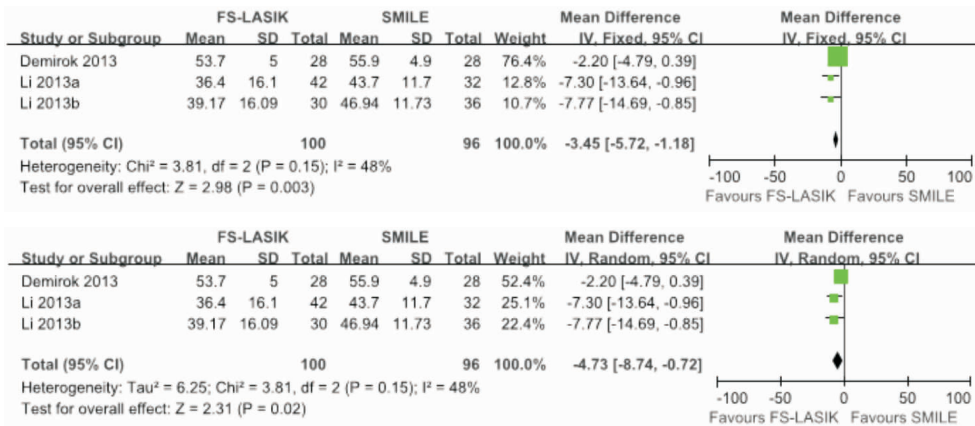 FS-LASIK SMILE Mean Difference Mean Difference
Study or Subgroup Mean SD Total Mean SD Total Weight IV, Fixed, 95% CI IV, Fixed, 95% CI
Demirok 2013 53.7 5 28 55.9 4.9 28 76.4% -2.20 [-4.79, 0.39]
Li 2013a 36.4 16.1 42 43.7 11.7 32 12.8% -7.30 [-13.64, -0.96]
Li 2013b 39.17 16.09 30 46.94 11.73 36 10.7% -7.77 [-14.69, -0.85]
Total (95% CI) 100 96 100.0% -3.45 [-5.72, -1.18]
Heterogeneity: Chi² = 3.81, df = 2 (P = 0.15); I² = 48%
Test for overall effect: Z = 2.98 (P = 0.003)
-100 -50 0 50 100
Favours FS-LASIK Favours SMILE
FS-LASIK SMILE Mean Difference Mean Difference
Study or Subgroup Mean SD Total Mean SD Total Weight IV, Random, 95% CI IV, Random, 95% CI
Demirok 2013 53.7 5 28 55.9 4.9 28 52.4% -2.20 [-4.79, 0.39]
Li 2013a 36.4 16.1 42 43.7 11.7 32 25.1% -7.30 [-13.64, -0.96]
Li 2013b 39.17 16.09 30 46.94 11.73 36 22.4% -7.77 [-14.69, -0.85]
Total (95% CI) 100 96 100.0% -4.73 [-8.74, -0.72]
Heterogeneity: Tau² = 6.25; Chi² = 3.81, df = 2 (P = 0.15); I² = 48%
Test for overall effect: Z = 2.31 (P = 0.02)
-100 -50 0 50 100
Favours FS-LASIK Favours SMILE